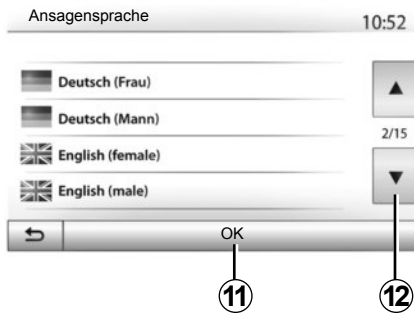 Ansagensprache 10:52
Deutsch (Frau)
▲
Deutsch (Mann)
2/15
English (female)
English (male)
▼
OK
11 12